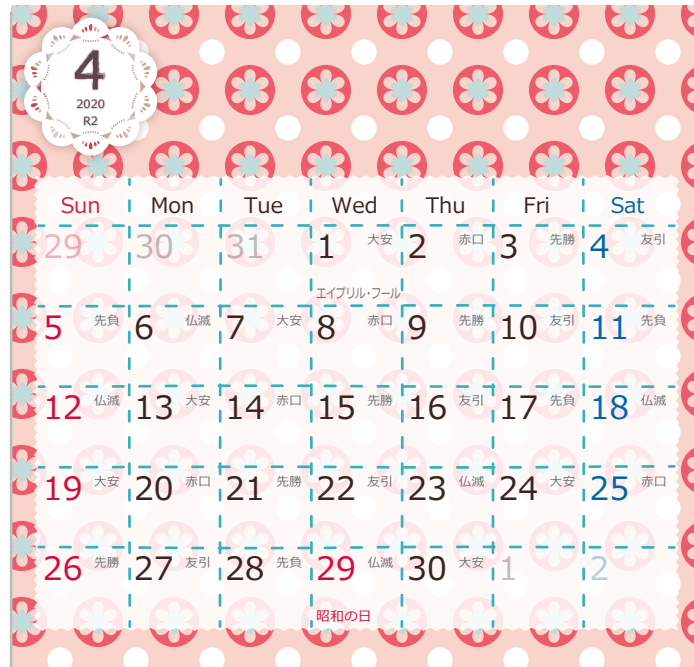 4
2020
R2
Sun Mon Tue Wed Thu Fri Sat
29 30 31 1 大安 2 赤口 3 先勝 4 友引
エイプリル・フール
5 先負 6 仏滅 7 大安 8 赤口 9 先勝 10 友引 11 先負
12 仏滅 13 大安 14 赤口 15 先勝 16 友引 17 先負 18 仏滅
19 大安 20 赤口 21 先勝 22 友引 23 仏滅 24 大安 25 赤口
26 先勝 27 友引 28 先負 29 仏滅 30 大安 1 2
昭和の日